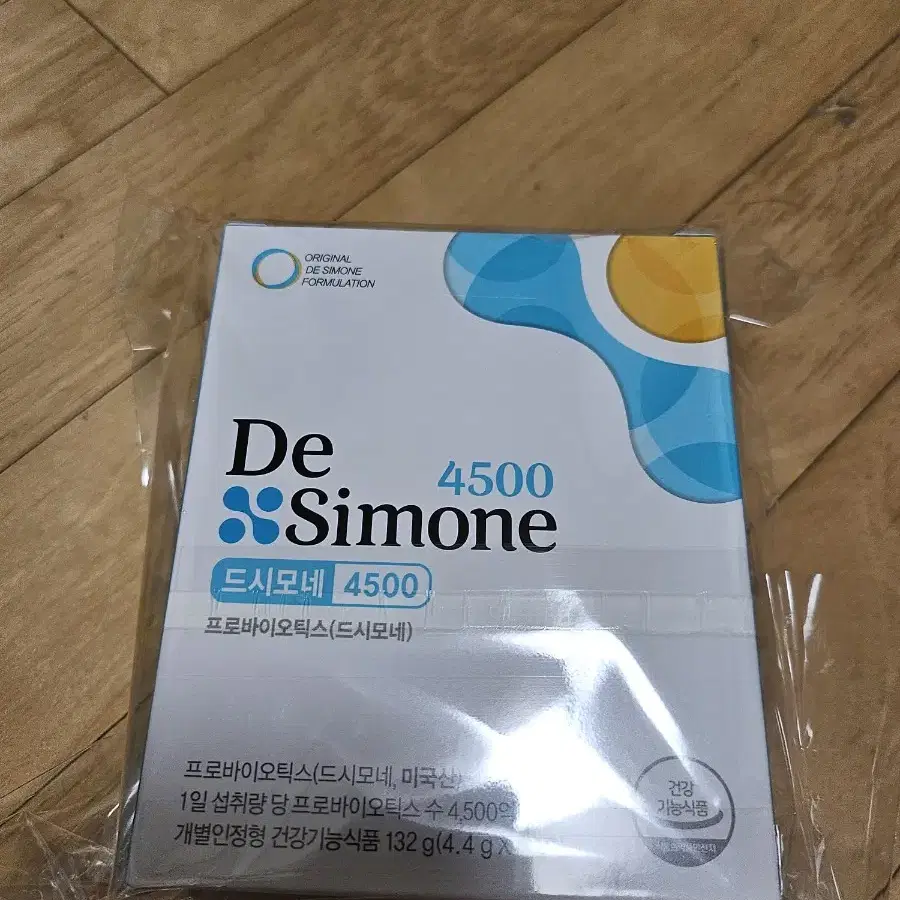 ORIGINAL
DE SIMONE
FORMULATION
De
Simone 4500
드시모네 4500
프로바이오틱스(드시모네)
프로바이오틱스(드시모네, 미국산)
1일 섭취량 당 프로바이오틱스 수 4,500억
개별인정형 건강기능식품 132 g(4.4 g×
건강
기능식품